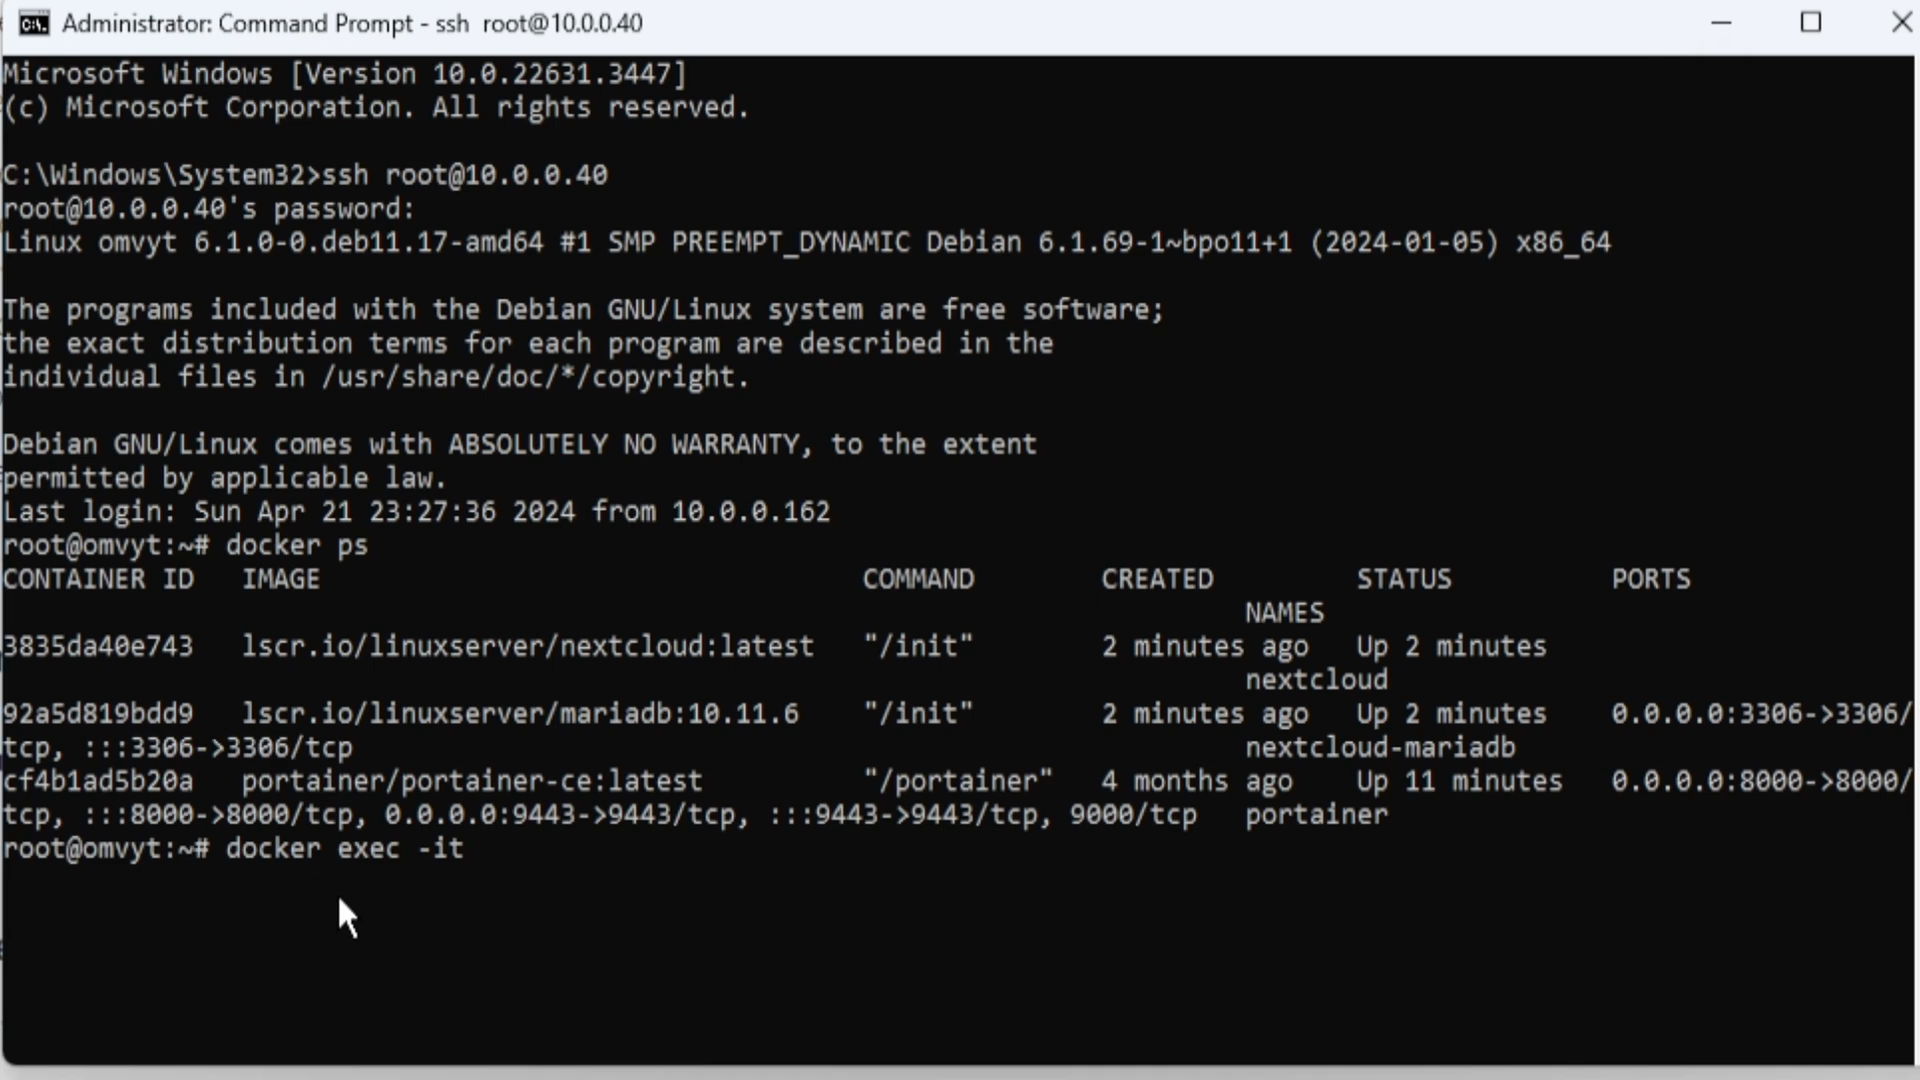 Administrator: Command Prompt - ssh root@10.0.0.40
Microsoft Windows [Version 10.0.22631.3447]
(c) Microsoft Corporation. All rights reserved.
C:\Windows\System32>ssh root@10.0.0.40
root@10.0.0.40's password:
Linux omvyt 6.1.0-0.deb11.17-amd64 #1 SMP PREEMPT_DYNAMIC Debian 6.1.69-1~bpo11+1 (2024-01-05) x86_64
The programs included with the Debian GNU/Linux system are free software;
the exact distribution terms for each program are described in the
individual files in /usr/share/doc/*/copyright.
Debian GNU/Linux comes with ABSOLUTELY NO WARRANTY, to the extent
permitted by applicable law.
Last login: Sun Apr 21 23:27:36 2024 from 10.0.0.162
root@omvyt:~# docker ps
CONTAINER ID   IMAGE                                  COMMAND        CREATED         STATUS          PORTS
NAMES
3835da40e743   lscr.io/linuxserver/nextcloud:latest   "/init"        2 minutes ago   Up 2 minutes
nextcloud
92a5d819bdd9   lscr.io/linuxserver/mariadb:10.11.6    "/init"        2 minutes ago   Up 2 minutes    0.0.0.0:3306->3306/
tcp, :::3306->3306/tcp                                                        nextcloud-mariadb
cf4b1ad5b20a   portainer/portainer-ce:latest          "/portainer"   4 months ago    Up 11 minutes   0.0.0.0:8000->8000/
tcp, :::8000->8000/tcp, 0.0.0.0:9443->9443/tcp, :::9443->9443/tcp, 9000/tcp   portainer
root@omvyt:~# docker exec -it